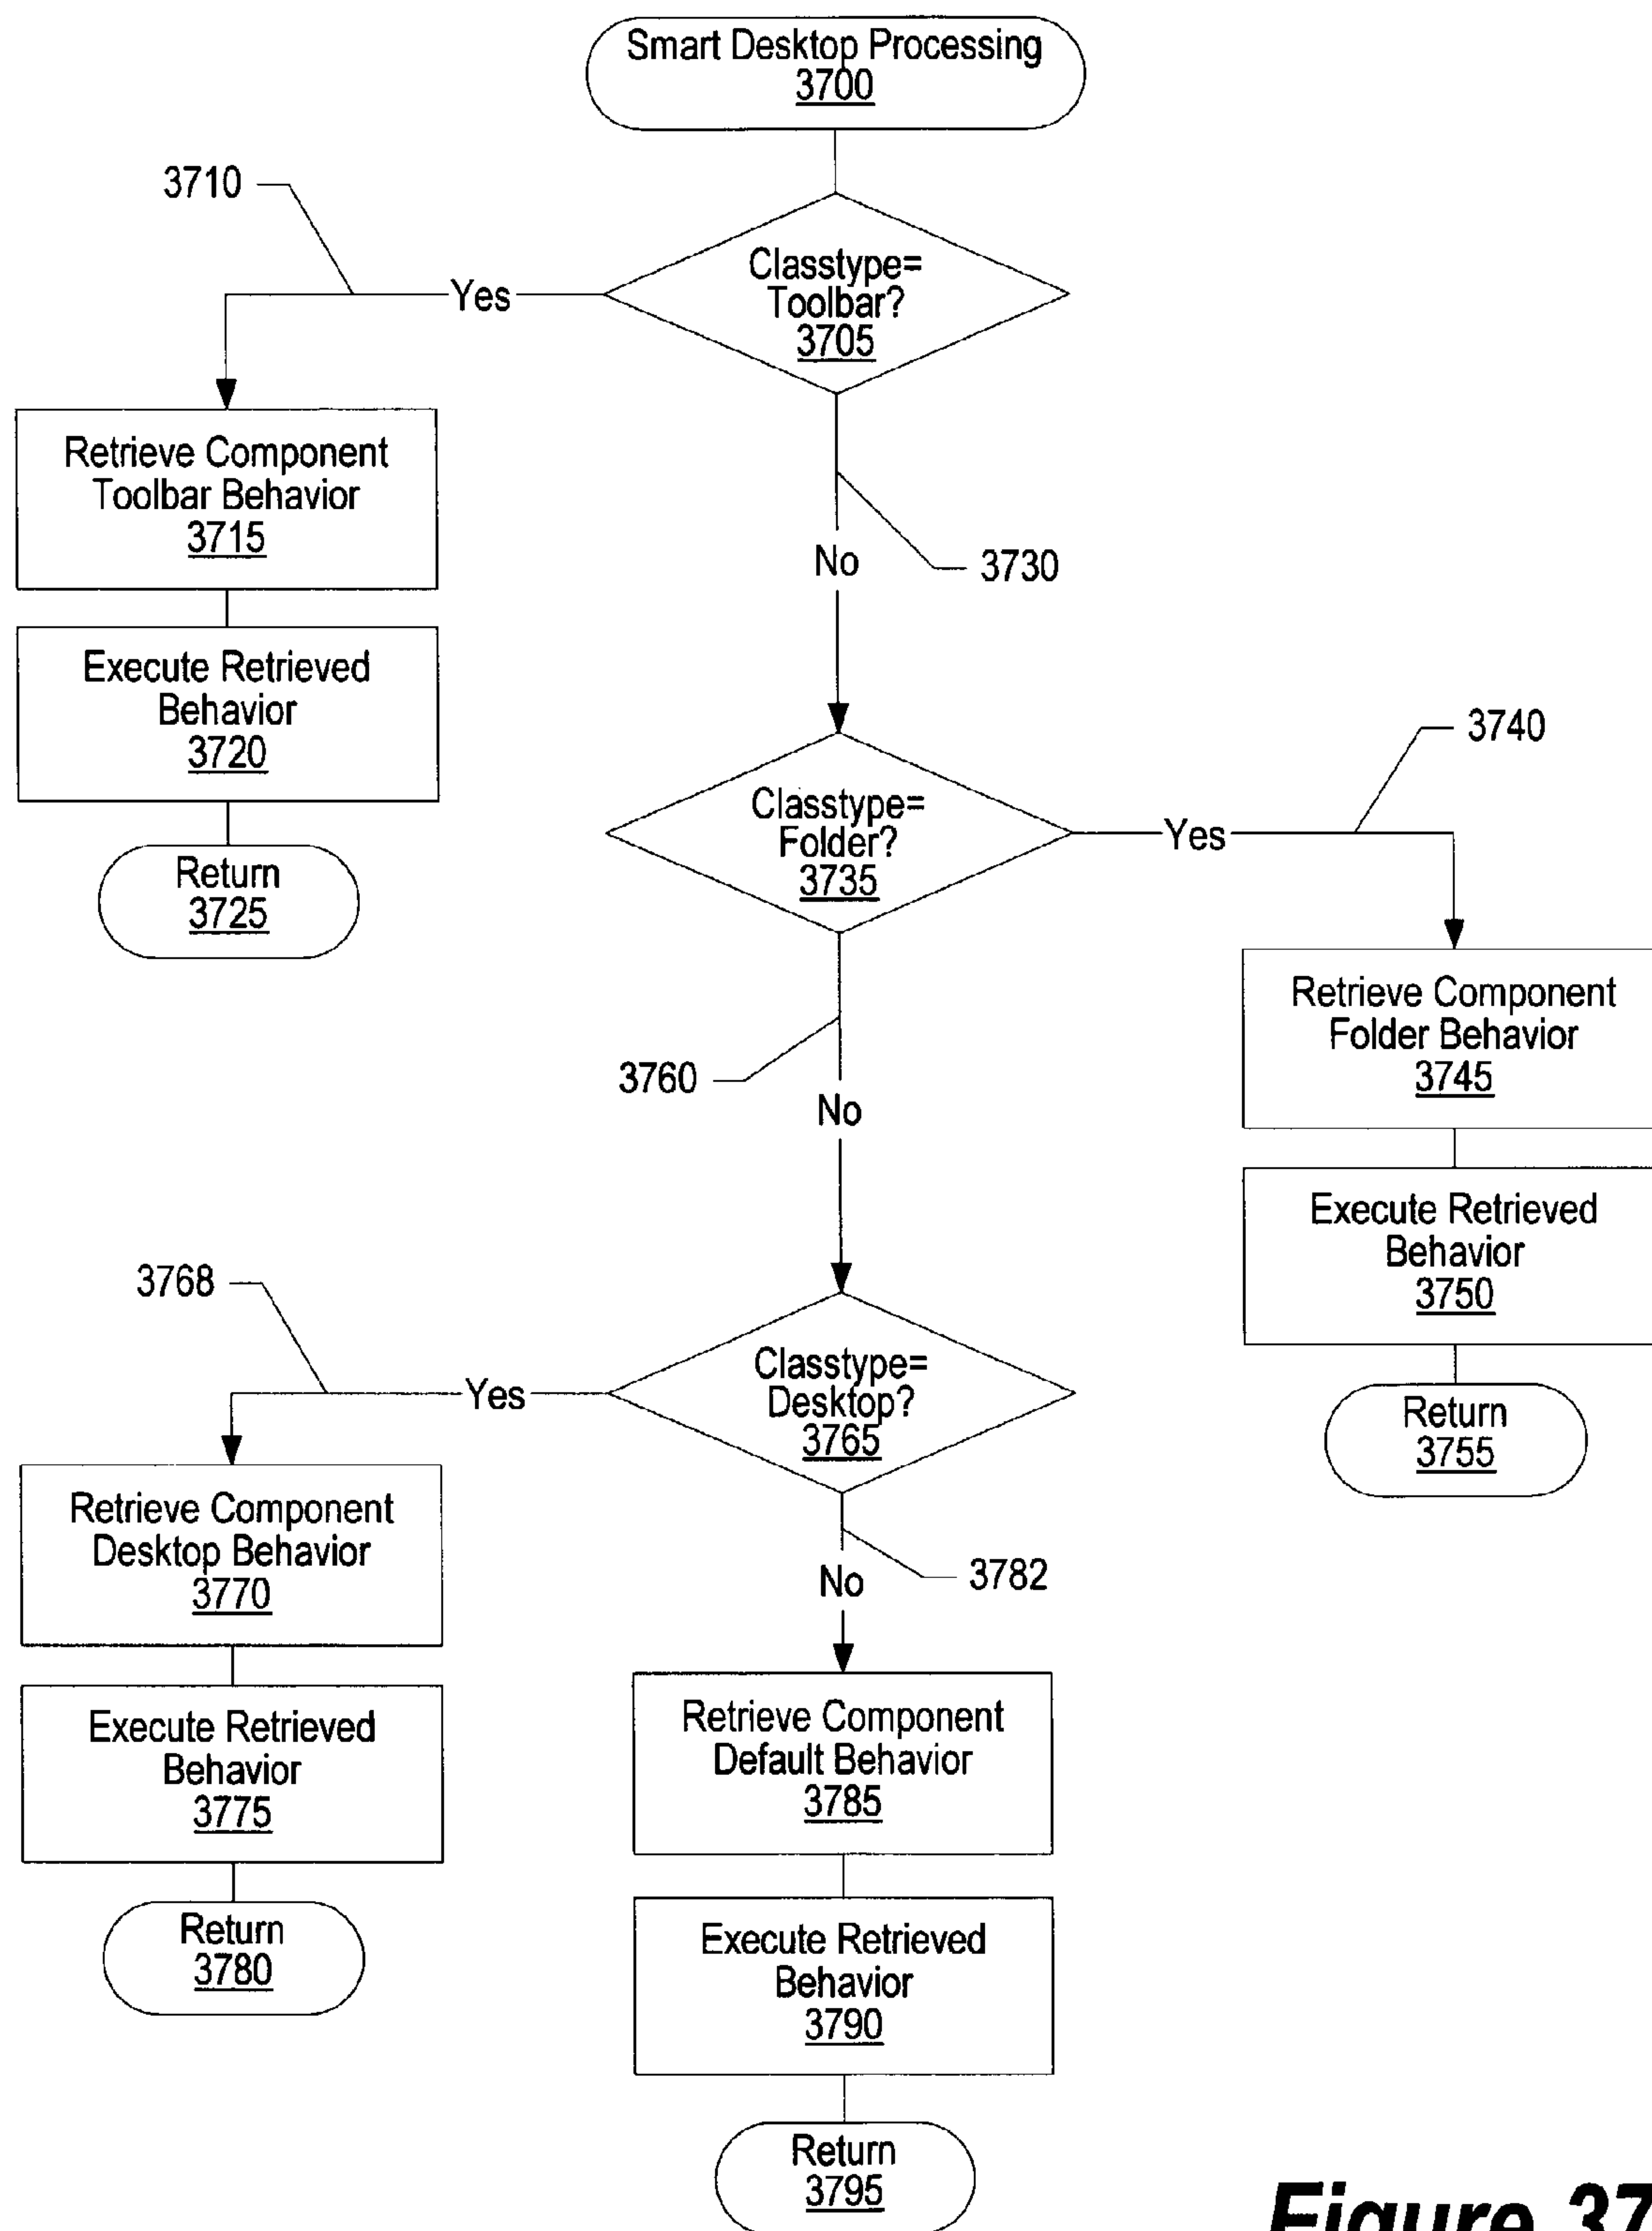 Smart Desktop Processing
3700
3710
Classtype=
Toolbar?
3705
Yes
Retrieve Component
Toolbar Behavior
3715
No
3730
Execute Retrieved
Behavior
3720
Return
3725
3740
Classtype=
Folder?
3735
Yes
Retrieve Component
Folder Behavior
3745
3760
No
Execute Retrieved
Behavior
3750
Return
3755
3768
Classtype=
Desktop?
3765
Yes
Retrieve Component
Desktop Behavior
3770
No
3782
Execute Retrieved
Behavior
3775
Return
3780
Retrieve Component
Default Behavior
3785
Execute Retrieved
Behavior
3790
Return
3795
Figure 37